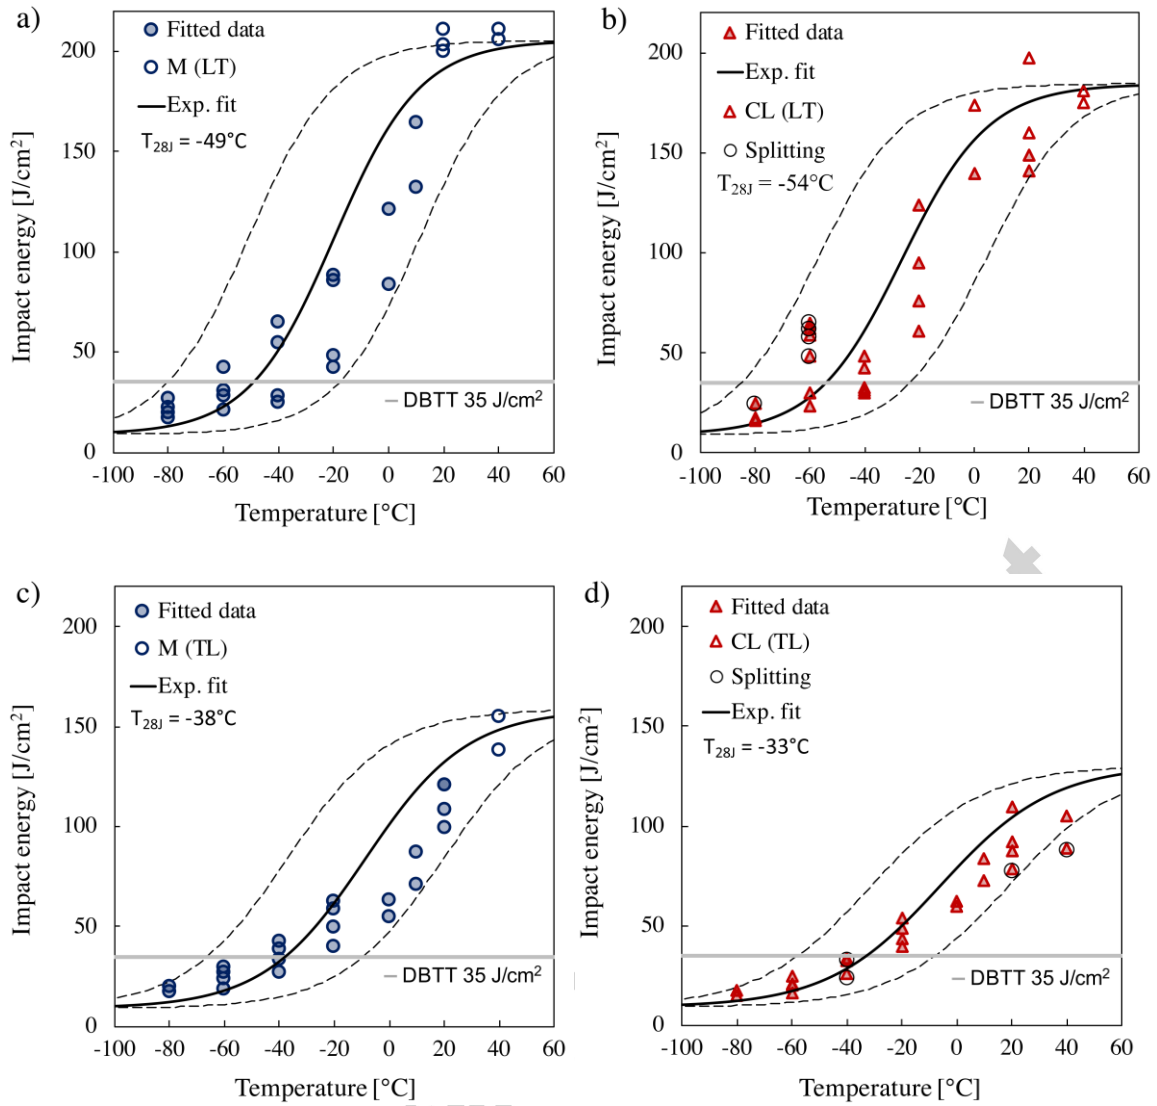 a)
Fitted data
M (LT)
Exp. fit
T28J = -49°C
DBTT 35 J/cm2
Impact energy [J/cm2]
200
150
100
50
0
-100 -80 -60 -40 -20 0 20 40 60
Temperature [°C]
b)
Fitted data
Exp. fit
CL (LT)
Splitting
T28J = -54°C
DBTT 35 J/cm2
Impact energy [J/cm2]
200
150
100
50
0
-100 -80 -60 -40 -20 0 20 40 60
Temperature [°C]
c)
Fitted data
M (TL)
Exp. fit
T28J = -38°C
DBTT 35 J/cm2
Impact energy [J/cm2]
200
150
100
50
0
-100 -80 -60 -40 -20 0 20 40 60
Temperature [°C]
d)
Fitted data
CL (TL)
Splitting
Exp. fit
T28J = -33°C
DBTT 35 J/cm2
Impact energy [J/cm2]
200
150
100
50
0
-100 -80 -60 -40 -20 0 20 40 60
Temperature [°C]